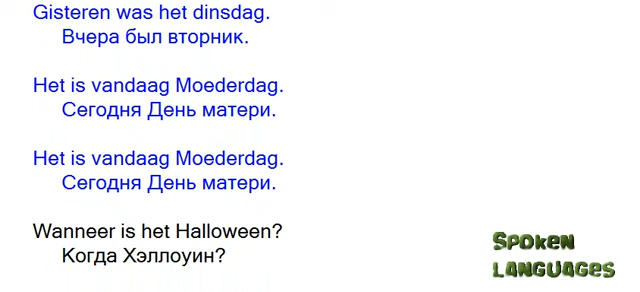 Gisteren was het dinsdag.
Вчера был вторник.
Het is vandaag Moederdag.
Сегодня День матери.
Het is vandaag Moederdag.
Сегодня День матери.
Wanneer is het Halloween?
Когда Хэллоуин?
Spoken
Languages